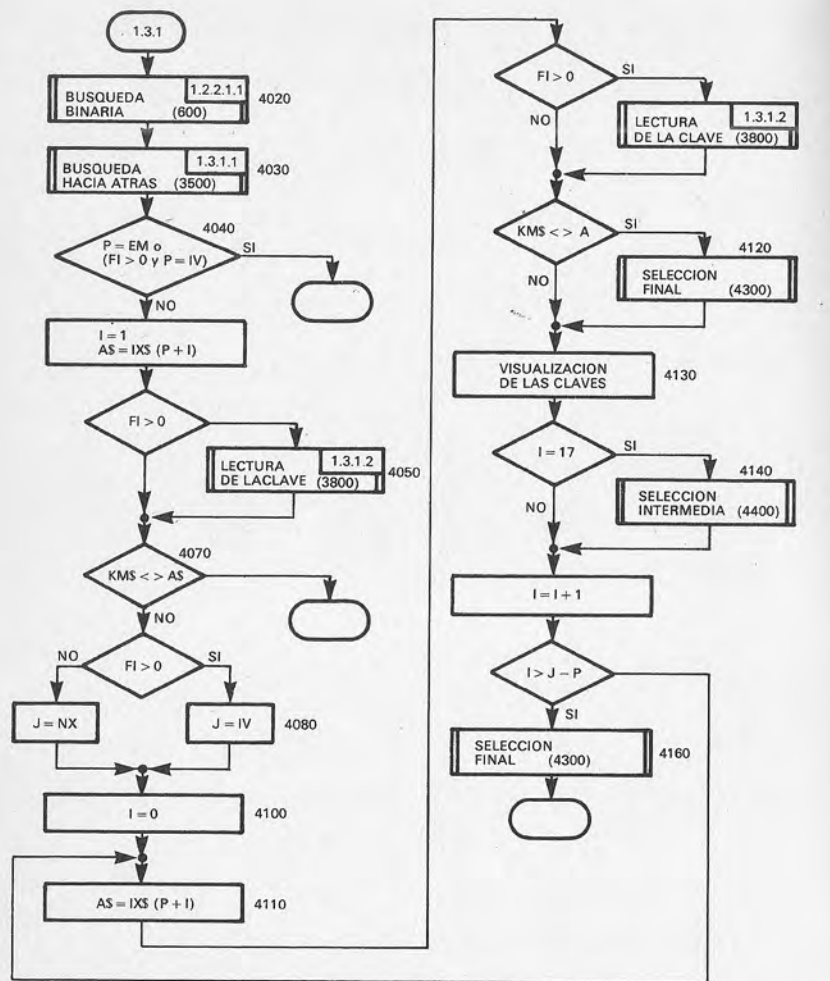 1.3.1
BUSQUEDA 1.2.2.1.1
BINARIA (600)
4020
BUSQUEDA 1.3.1.1
HACIA ATRAS (3500)
4030
4040
P = EM o
(FI > 0 y P = IV)
SI
NO
I = 1
A$ = IX$ (P + I)
FI > 0
LECTURA 1.3.1.2
DE LACLAVE (3800)
4050
4070
KM$ < > A$
NO
FI > 0
NO
SI
J = NX
J = IV
4080
I = 0
4100
A$ = IX$ (P + I)
4110
FI > 0
SI
NO
LECTURA 1.3.1.2
DE LA CLAVE (3800)
KM$ < > A
SI
NO
4120
SELECCION
FINAL (4300)
VISUALIZACION
DE LAS CLAVES
4130
I = 17
SI
NO
4140
SELECCION
INTERMEDIA (4400)
I = I + 1
I > J – P
SI
SELECCION
FINAL (4300)
4160